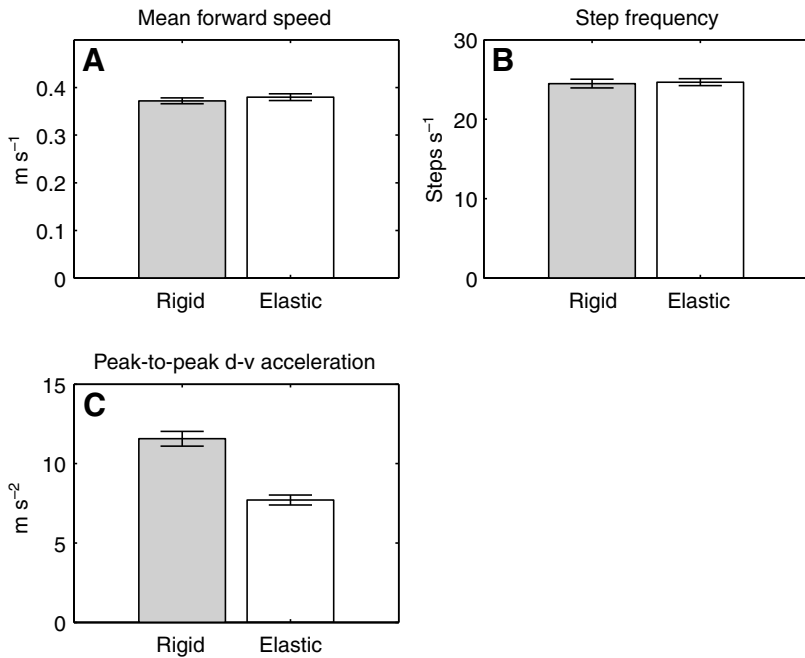 Mean forward speed
A
m s⁻¹
0.4
0.3
0.2
0.1
0
Rigid Elastic
Step frequency
B
Steps s⁻¹
30
20
10
0
Rigid Elastic
Peak-to-peak d-v acceleration
C
m s⁻²
15
10
5
0
Rigid Elastic